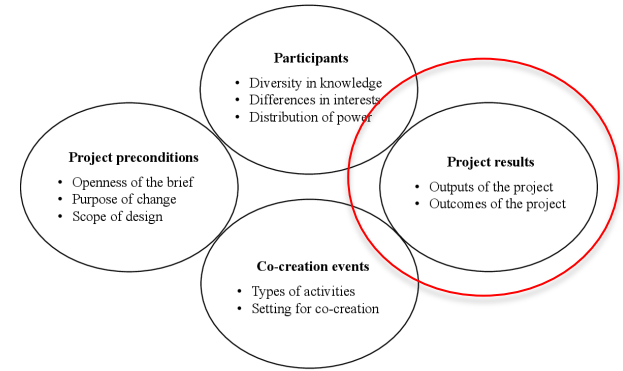 Participants
• Diversity in knowledge
• Differences in interests
• Distribution of power
Project preconditions
• Openness of the brief
• Purpose of change
• Scope of design
Project results
• Outputs of the project
• Outcomes of the project
Co-creation events
• Types of activities
• Setting for co-creation